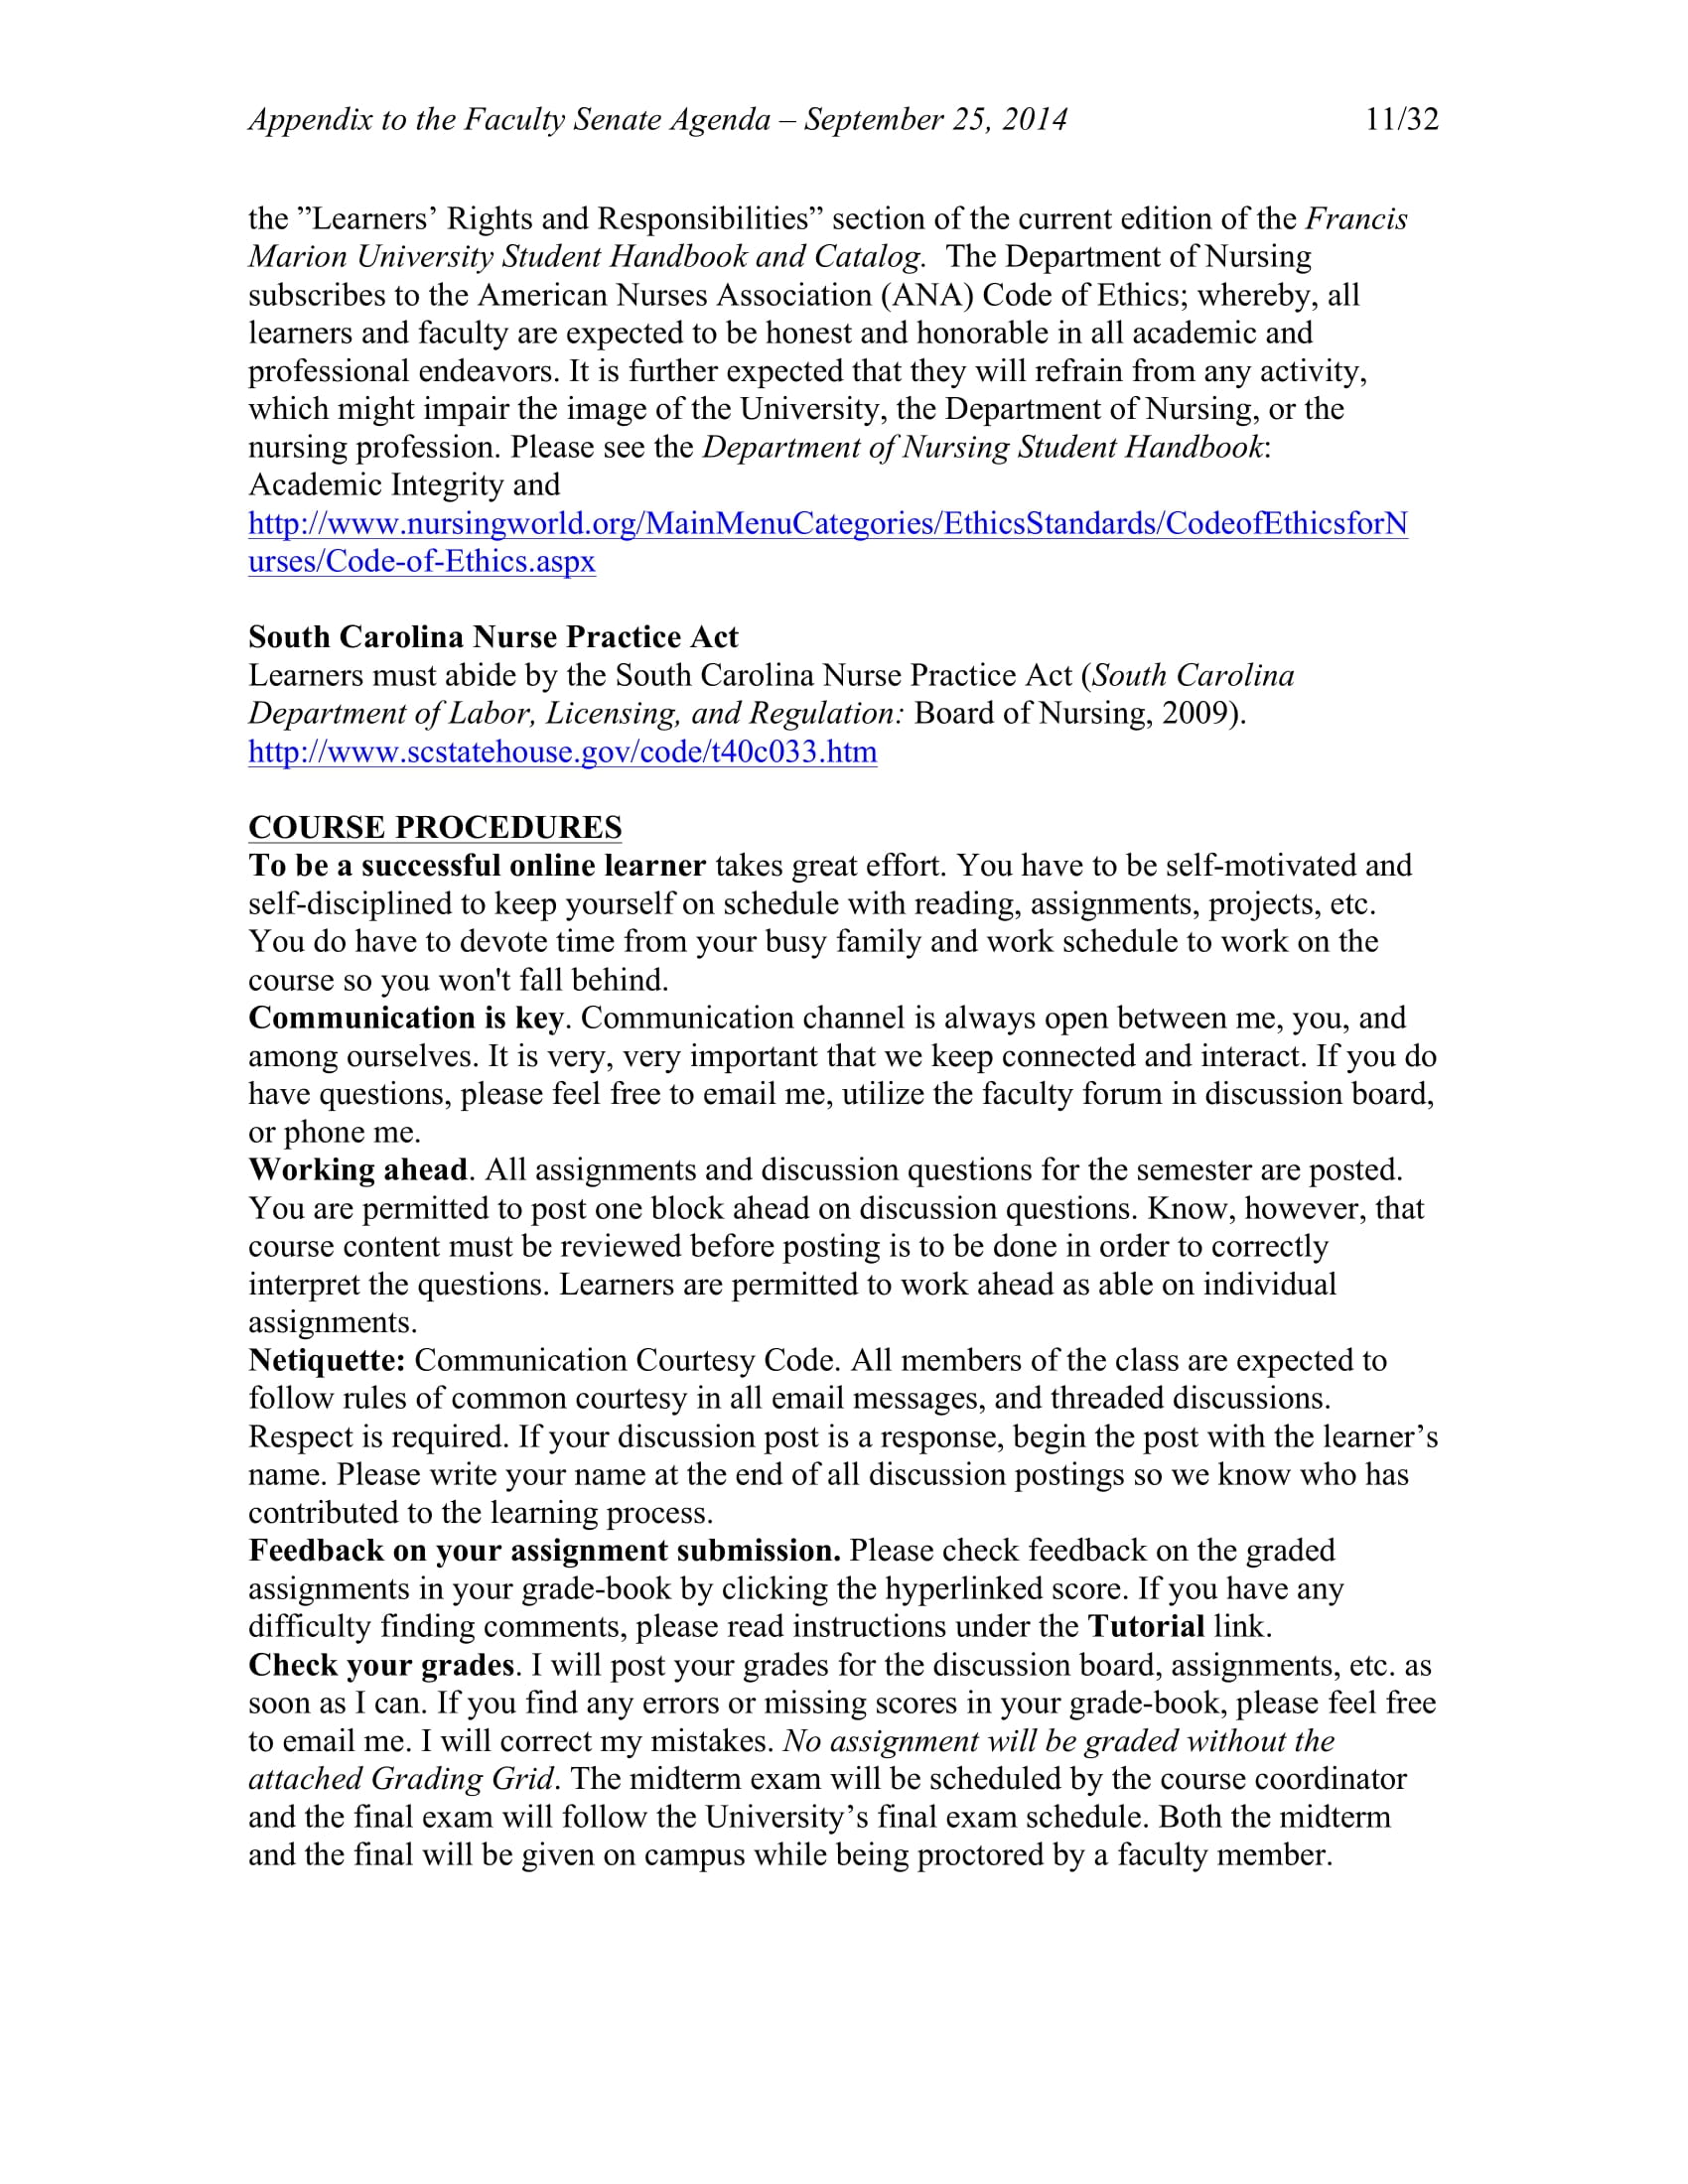 Appendix to the Faculty Senate Agenda – September 25, 2014 11/32
the ”Learners’ Rights and Responsibilities” section of the current edition of the Francis
Marion University Student Handbook and Catalog.  The Department of Nursing
subscribes to the American Nurses Association (ANA) Code of Ethics; whereby, all
learners and faculty are expected to be honest and honorable in all academic and
professional endeavors. It is further expected that they will refrain from any activity,
which might impair the image of the University, the Department of Nursing, or the
nursing profession. Please see the Department of Nursing Student Handbook:
Academic Integrity and
http://www.nursingworld.org/MainMenuCategories/EthicsStandards/CodeofEthicsforN
urses/Code-of-Ethics.aspx
South Carolina Nurse Practice Act
Learners must abide by the South Carolina Nurse Practice Act (South Carolina
Department of Labor, Licensing, and Regulation: Board of Nursing, 2009).
http://www.scstatehouse.gov/code/t40c033.htm
COURSE PROCEDURES
To be a successful online learner takes great effort. You have to be self-motivated and
self-disciplined to keep yourself on schedule with reading, assignments, projects, etc.
You do have to devote time from your busy family and work schedule to work on the
course so you won't fall behind.
Communication is key. Communication channel is always open between me, you, and
among ourselves. It is very, very important that we keep connected and interact. If you do
have questions, please feel free to email me, utilize the faculty forum in discussion board,
or phone me.
Working ahead. All assignments and discussion questions for the semester are posted.
You are permitted to post one block ahead on discussion questions. Know, however, that
course content must be reviewed before posting is to be done in order to correctly
interpret the questions. Learners are permitted to work ahead as able on individual
assignments.
Netiquette: Communication Courtesy Code. All members of the class are expected to
follow rules of common courtesy in all email messages, and threaded discussions.
Respect is required. If your discussion post is a response, begin the post with the learner’s
name. Please write your name at the end of all discussion postings so we know who has
contributed to the learning process.
Feedback on your assignment submission. Please check feedback on the graded
assignments in your grade-book by clicking the hyperlinked score. If you have any
difficulty finding comments, please read instructions under the Tutorial link.
Check your grades. I will post your grades for the discussion board, assignments, etc. as
soon as I can. If you find any errors or missing scores in your grade-book, please feel free
to email me. I will correct my mistakes. No assignment will be graded without the
attached Grading Grid. The midterm exam will be scheduled by the course coordinator
and the final exam will follow the University’s final exam schedule. Both the midterm
and the final will be given on campus while being proctored by a faculty member.